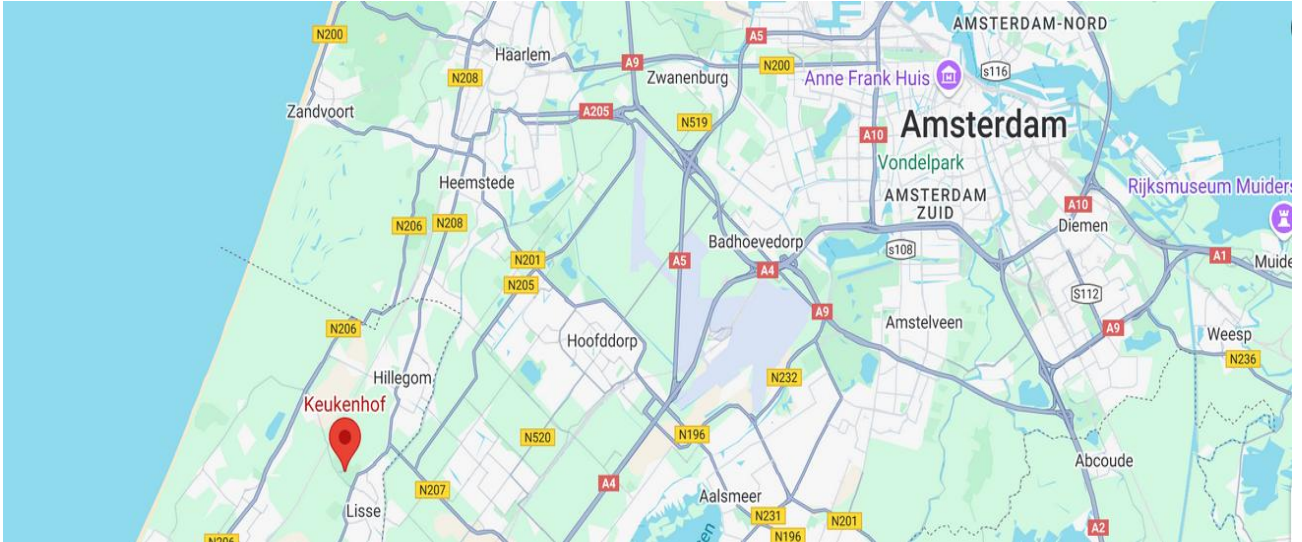 AMSTERDAM-NORD
N200
A5
Haarlem
A9
N200
Zwanenburg
Anne Frank Huis
S116
N208
Zandvoort
A205
N519
A10
Amsterdam
Vondelpark
Heemstede
AMSTERDAM
ZUID
Rijksmuseum Muiders
A10
N206
N208
Diemen
Badhoevedorp
s108
N201
A5
A4
A1
Muide
N205
S112
A9
N206
Hoofddorp
Amstelveen
A9
Weesp
N236
Hillegom
N232
Keukenhof
N520
N196
Abcoude
N207
A4
Aalsmeer
Lisse
N231
N201
A2
N196